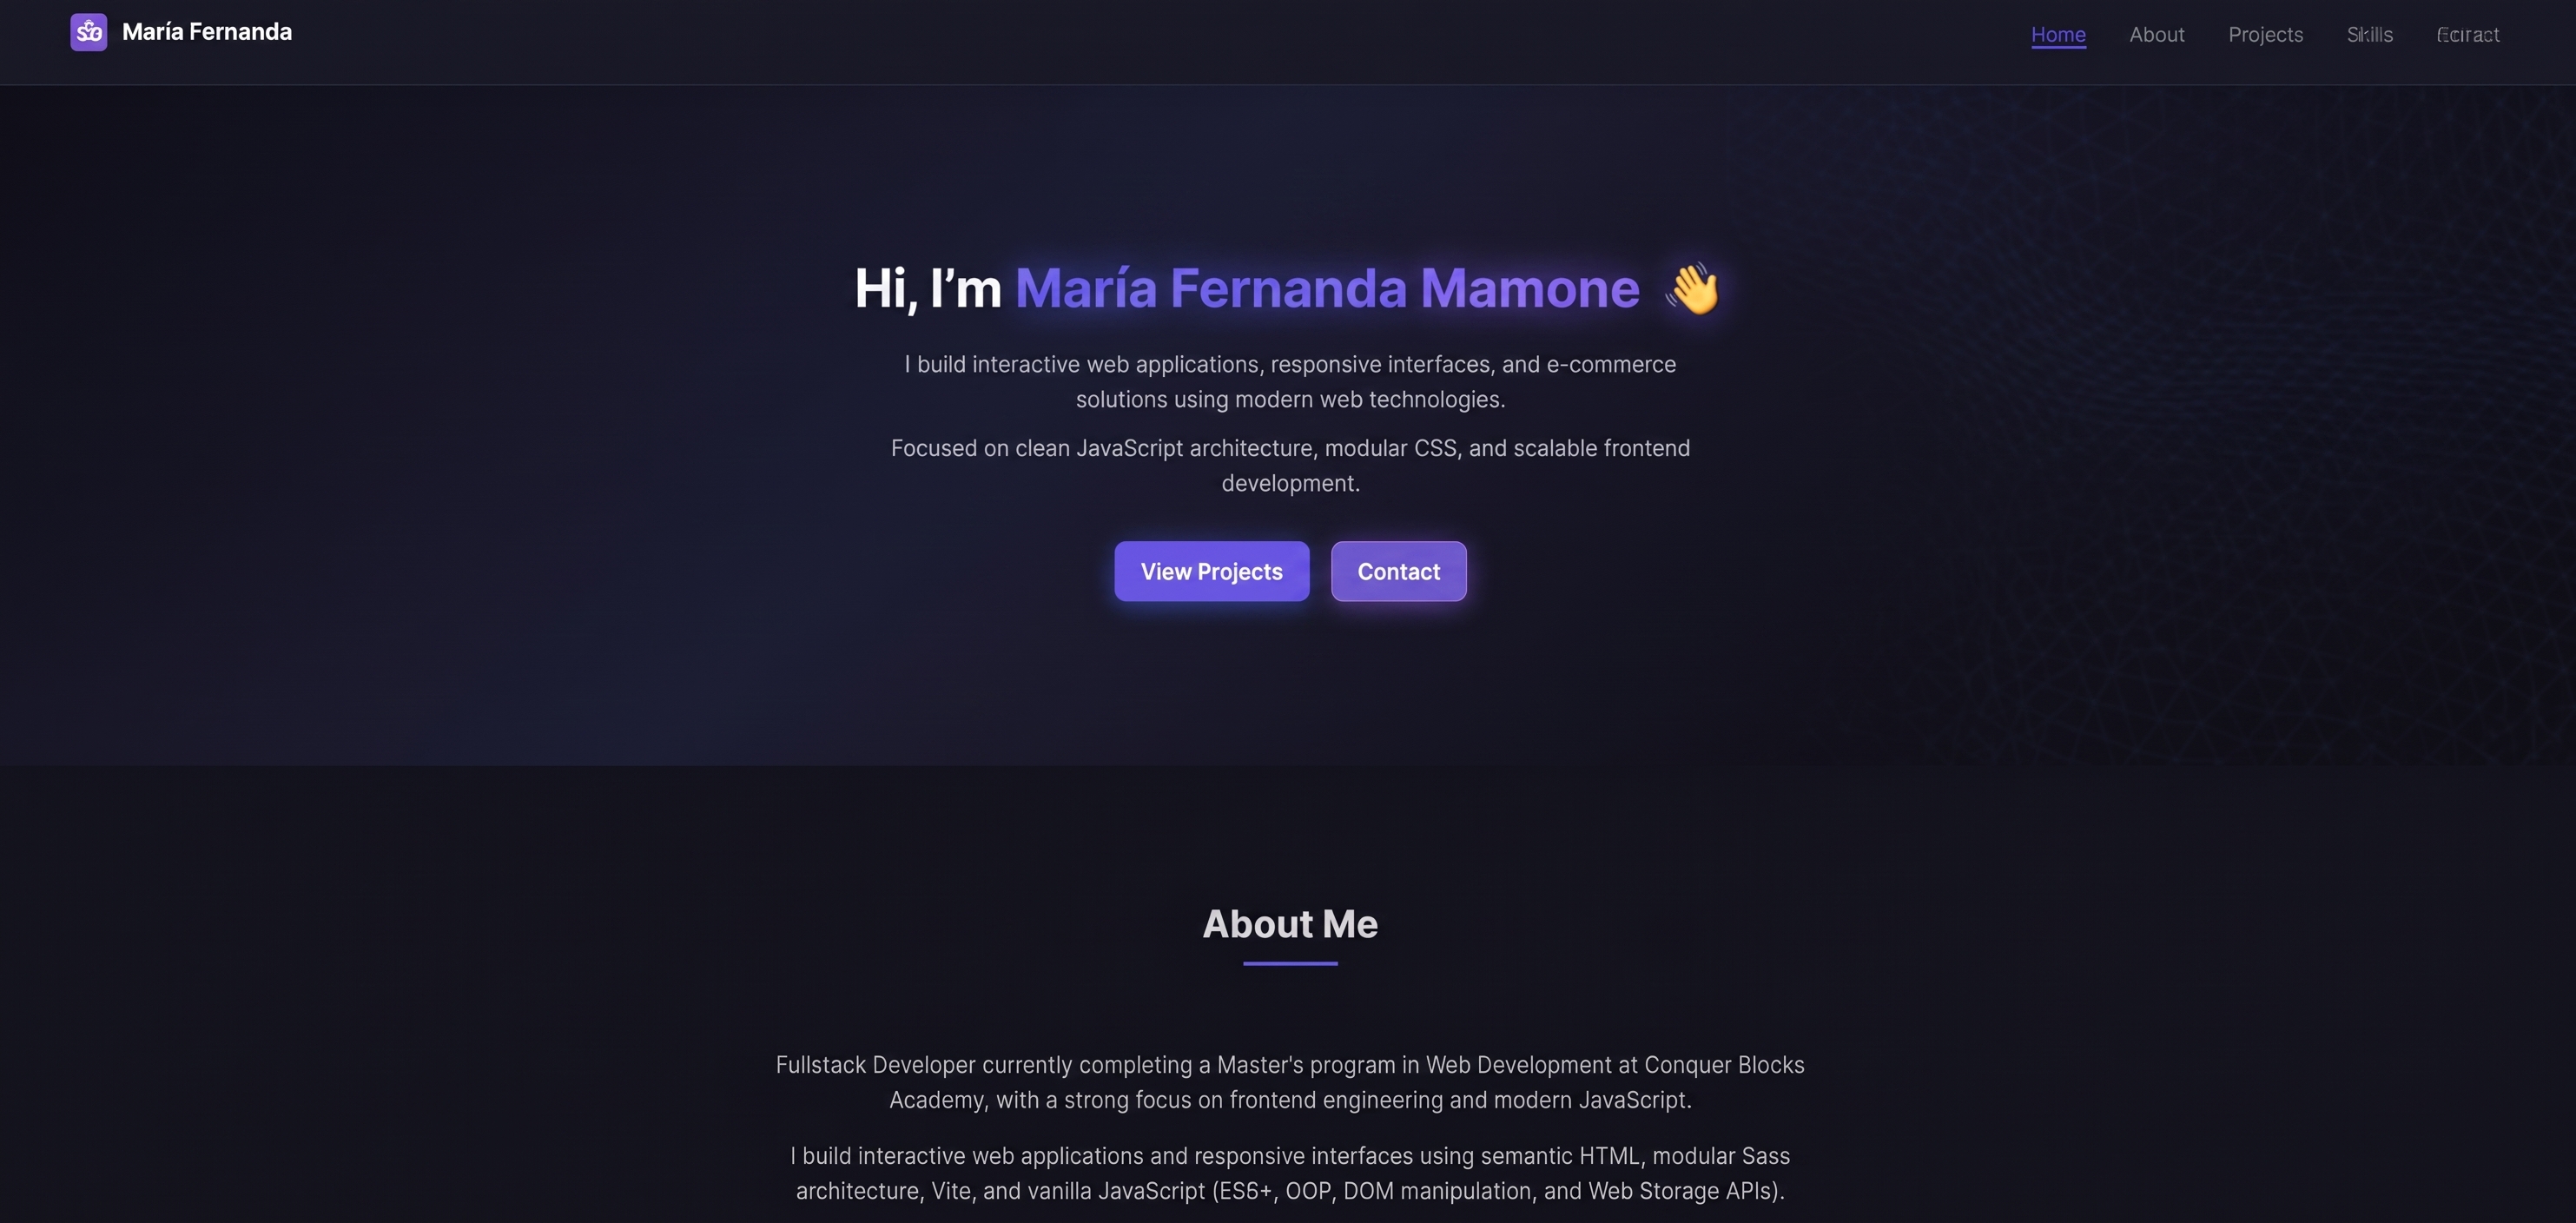 María Fernanda
Home About Projects Skills
Hi, I’m María Fernanda Mamone 👋
I build interactive web applications, responsive interfaces, and e-commerce
solutions using modern web technologies.
Focused on clean JavaScript architecture, modular CSS, and scalable frontend
development.
View Projects Contact
About Me
Fullstack Developer currently completing a Master's program in Web Development at Conquer Blocks
Academy, with a strong focus on frontend engineering and modern JavaScript.
I build interactive web applications and responsive interfaces using semantic HTML, modular Sass
architecture, Vite, and vanilla JavaScript (ES6+, OOP, DOM manipulation, and Web Storage APIs).